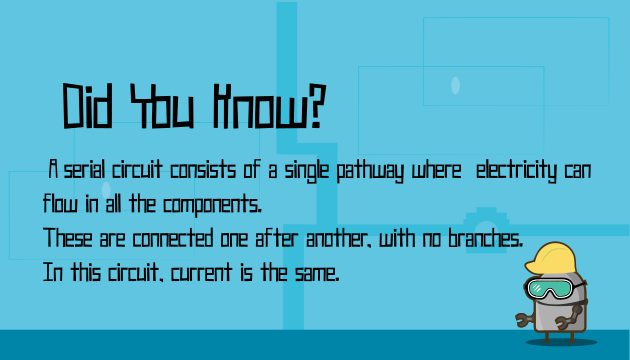 Did You Know?
A serial circuit consists of a single pathway where electricity can
flow in all the components.
These are connected one after another, with no branches.
In this circuit, current is the same.